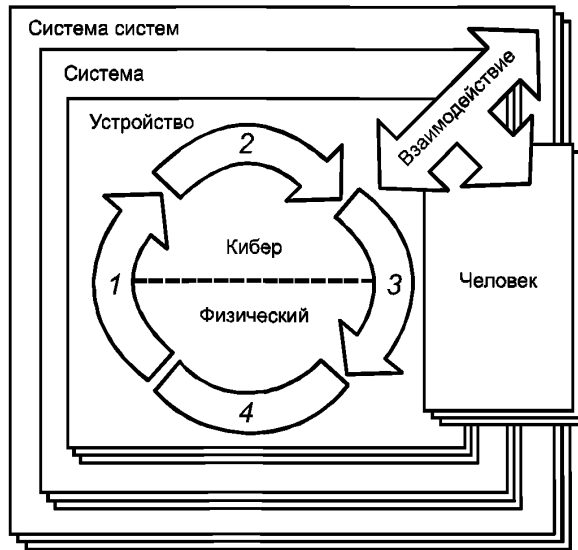 Система систем
Система
Устройство
Взаимодействие
2
1
Кибер
3
Человек
Физический
4